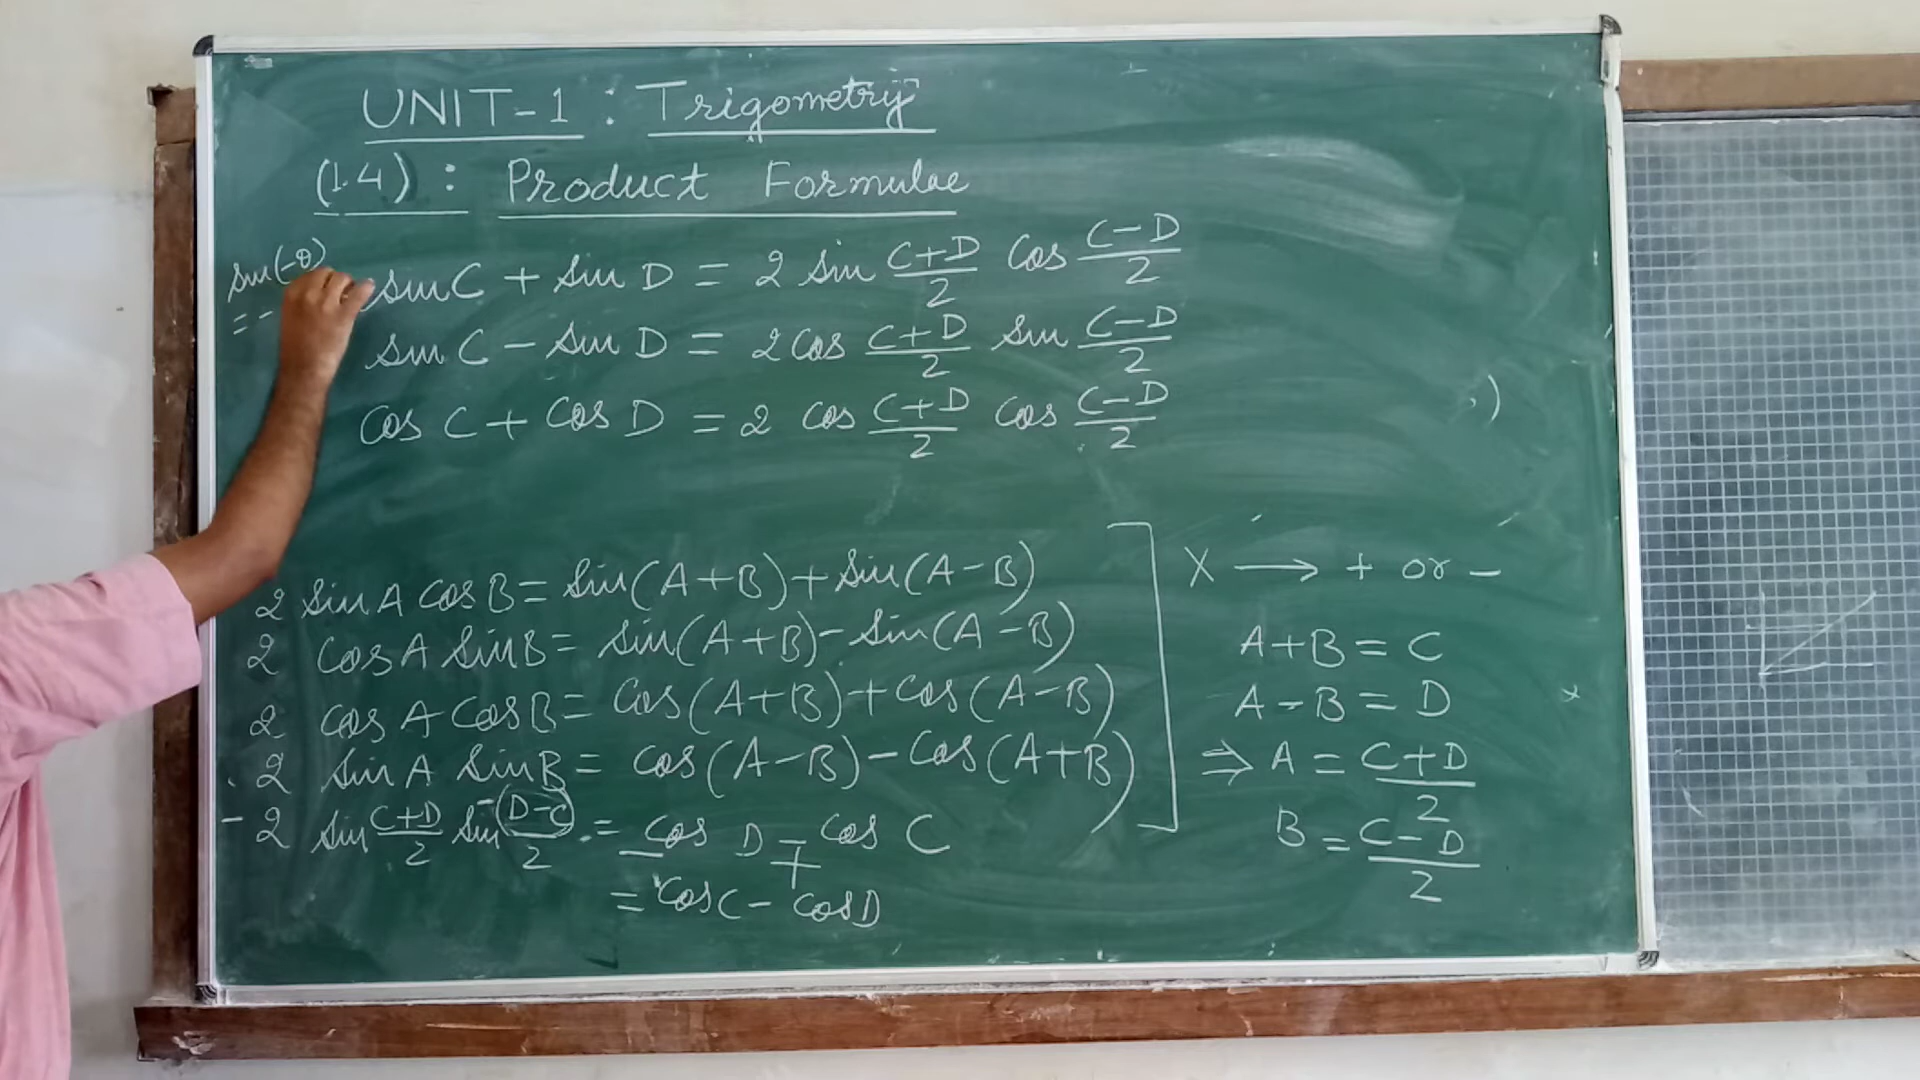 UNIT-1 : Trigometry
(1.4) : Product Formulae
sin(-θ)
= -
sin C + sin D = 2 sin (C+D)/2 cos (C-D)/2
sin C - sin D = 2 cos (C+D)/2 sin (C-D)/2
cos C + cos D = 2 cos (C+D)/2 cos (C-D)/2
2 sin A cos B = sin(A+B) + sin(A-B)
2 cos A sin B = sin(A+B) - sin(A-B)
2 cos A cos B = cos(A+B) + cos(A-B)
2 sin A sin B = cos(A-B) - cos(A+B)
-2 sin (C+D)/2 sin -(D-C)/2 = - cos D -+ cos C
= cos C - cos D
X → + or -
A+B = C
A-B = D
⇒ A = (C+D)/2
B = (C-D)/2